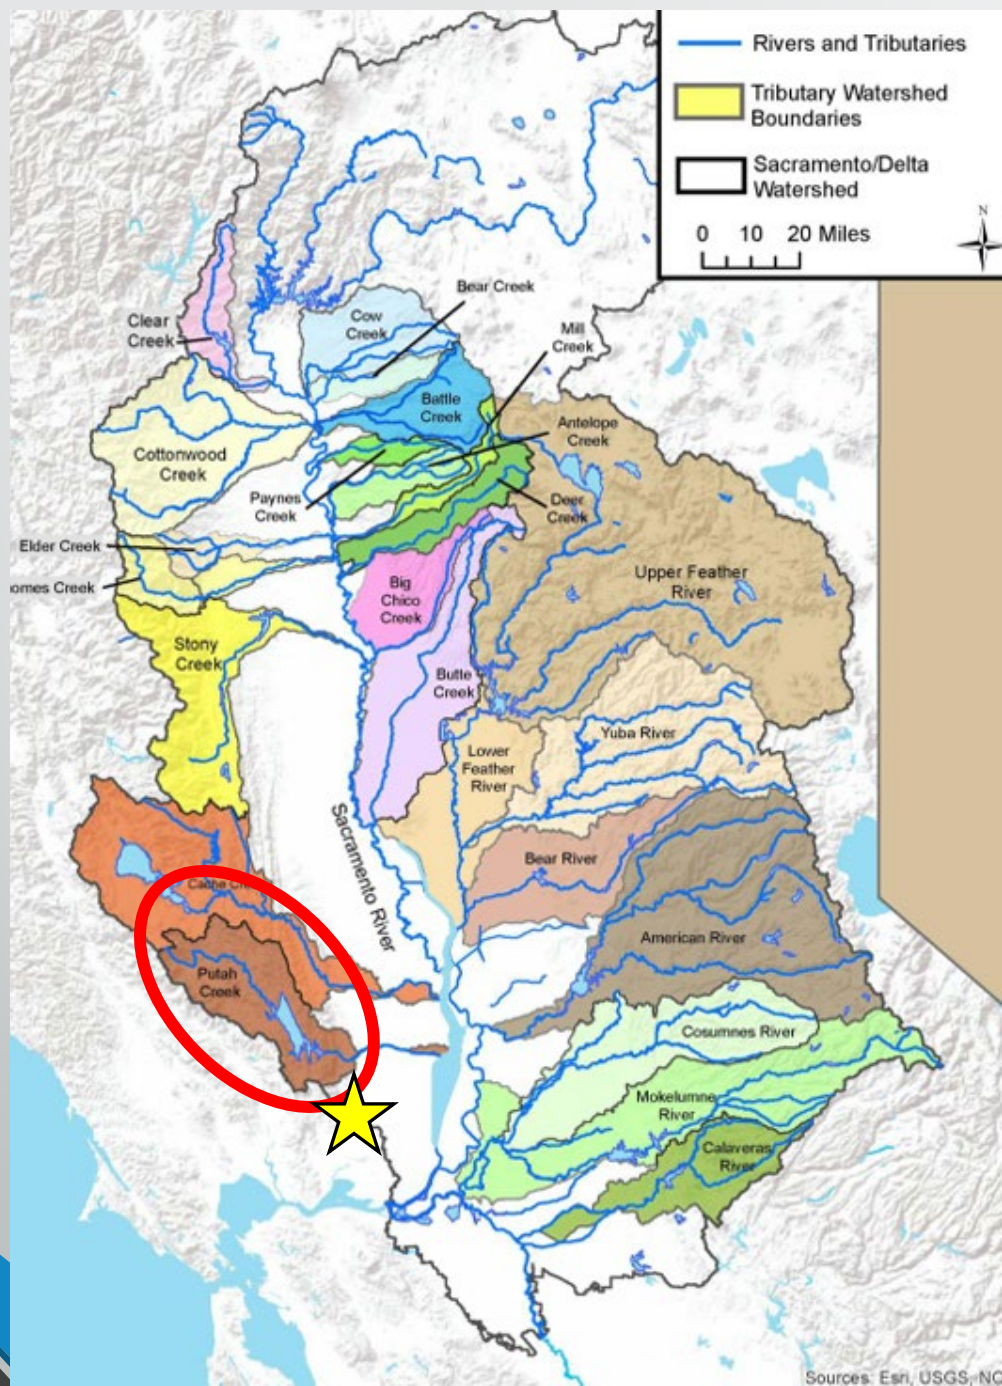 Rivers and Tributaries
Tributary Watershed
Boundaries
Sacramento/Delta
Watershed
N
0 10 20 Miles
Bear Creek
Cow
Creek
Clear
Creek
Mill
Creek
Battle
Creek
Antelope
Creek
Cottonwood
Creek
Paynes
Creek
Deer
Creek
Elder Creek
omes Creek
Big
Chico
Creek
Upper Feather
River
Stony
Creek
Butte
Creek
Yuba River
Lower
Feather
River
Sacramento River
Bear River
Cache
American River
Putah
Creek
Cosumnes River
Mokelumne
River
Calaveras
River
Sources: Esri, USGS, NO